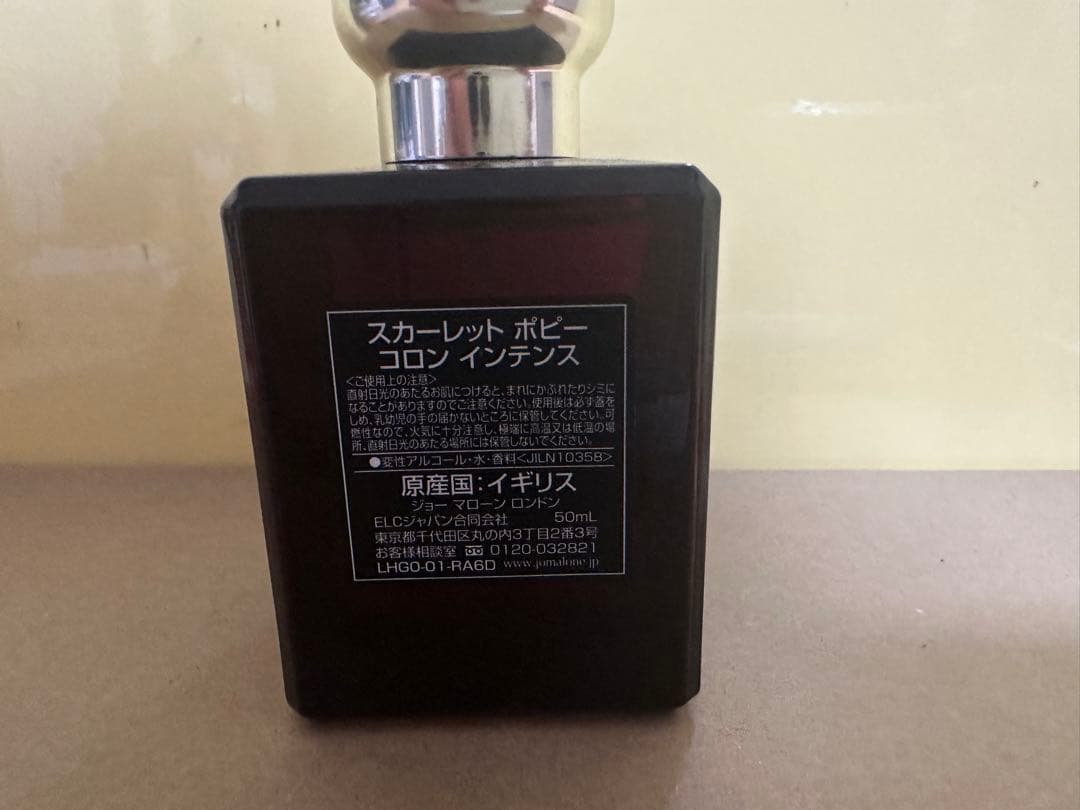 スカーレット ポピー
コロン インテンス
<ご使用上の注意>
直射日光のあたるお肌につけると、まれにかぶれたりシミに
なることがありますのでご注意ください。使用後は必ず蓋を
しめ、乳幼児の手の届かないところに保管してください。可
燃性なので、火気に十分注意し、極端に高温又は低温の場
所、直射日光のあたる場所には保管しないでください。
●変性アルコール・水・香料<JILN10358>
原産国:イギリス
ジョー マローン ロンドン
ELCジャパン合同会社 50mL
東京都千代田区丸の内3丁目2番3号
お客様相談室 0120-032821
LHG0-01-RA6D www.jomalone.jp